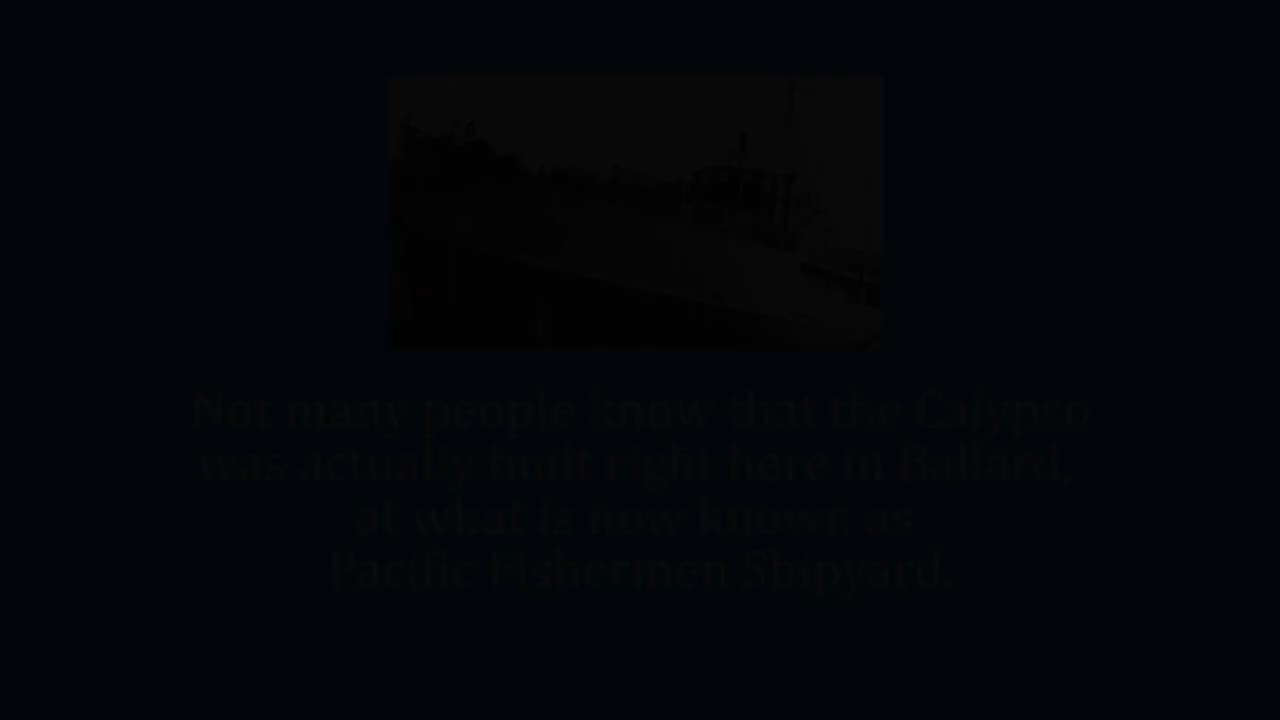 Not many people know that the Calypso
was actually built right here in Ballard,
at what is now known as
Pacific Fishermen Shipyard.